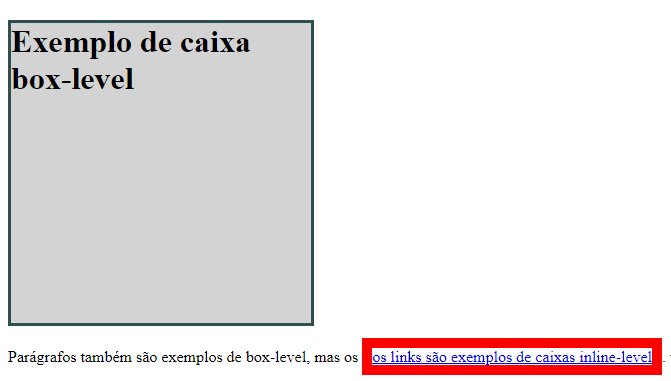 Exemplo de caixa
box-level
Parágrafos também são exemplos de box-level, mas os os links são exemplos de caixas inline-level.